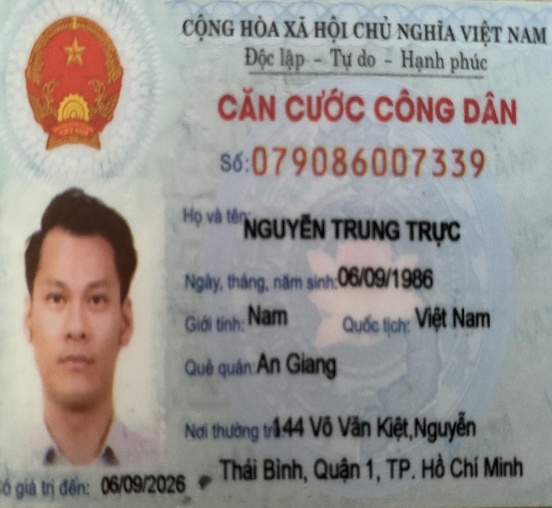 CỘNG HÒA XÃ HỘI CHỦ NGHĨA VIỆT NAM
Độc lập - Tự do - Hạnh phúc
CĂN CƯỚC CÔNG DÂN
Số: 079086007339
Họ và tên: NGUYỄN TRUNG TRỰC
Ngày, tháng, năm sinh: 06/09/1986
Giới tính: Nam Quốc tịch: Việt Nam
Quê quán: An Giang
Nơi thường trú: 144 Võ Văn Kiệt,Nguyễn
Thái Bình, Quận 1, TP. Hồ Chí Minh
Có giá trị đến: 06/09/2026